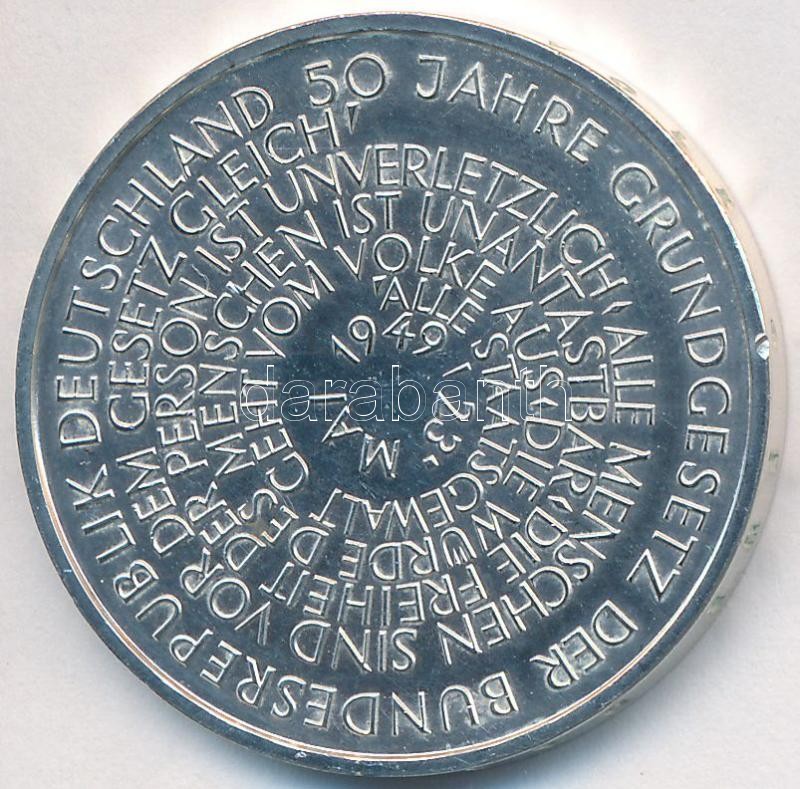 50 JAHRE GRUNDGESETZ DER BUNDESREPUBLIK DEUTSCHLAND
'ALLE MENSCHEN SIND VOR DEM GESETZ GLEICH'
'DIE FREIHEIT DER PERSON IST UNVERLETZLICH'
'DIE WÜRDE DES MENSCHEN IST UNANTASTBAR'
'ALLE STAATSGEWALT GEHT VOM VOLKE AUS'
23. MAI 1949
darabanth